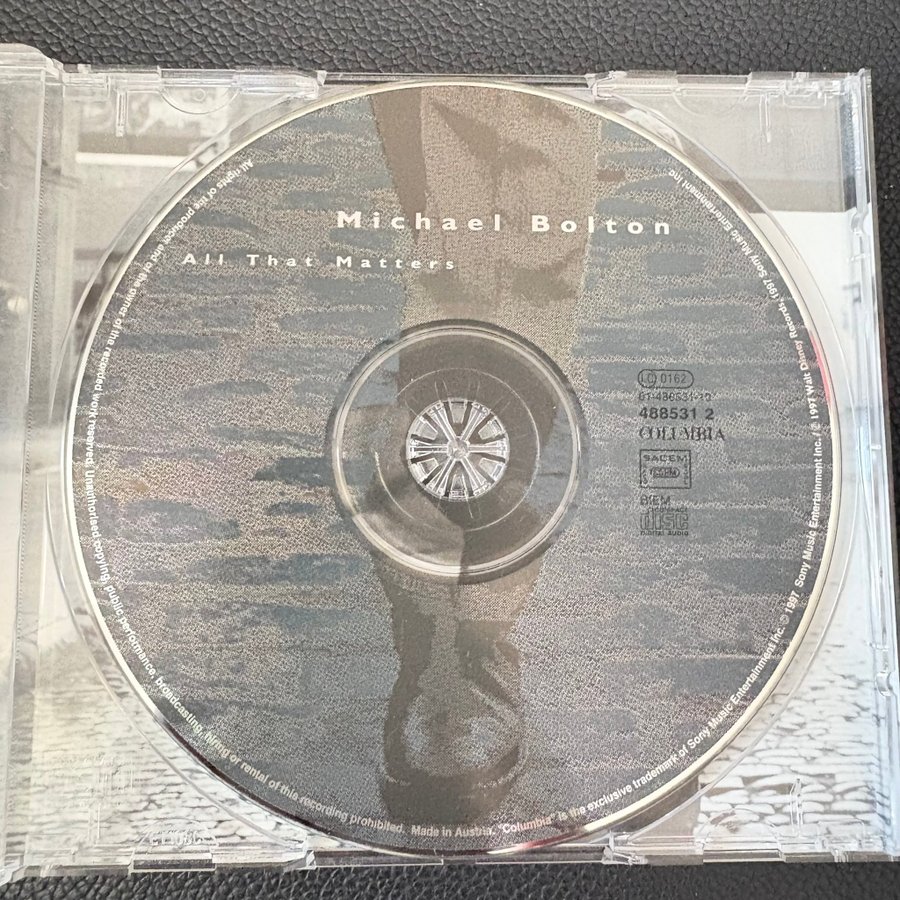 Michael Bolton
All That Matters
LC 0162
01-488531-10
488531 2
COLUMBIA
SACEM
BIEM
DISC
Digital Audio
All rights of the producer and of the owner of the recorded work reserved. Unauthorised copying, public performance, broadcasting, hiring or rental of this recording prohibited. Made in Austria. "Columbia" is the exclusive trademark of Sony Music Entertainment Inc. ℗ 1997 Sony Music Entertainment Inc. / ℗ 1997 Walt Disney Records / 1997 Sony Music Entertainment Inc